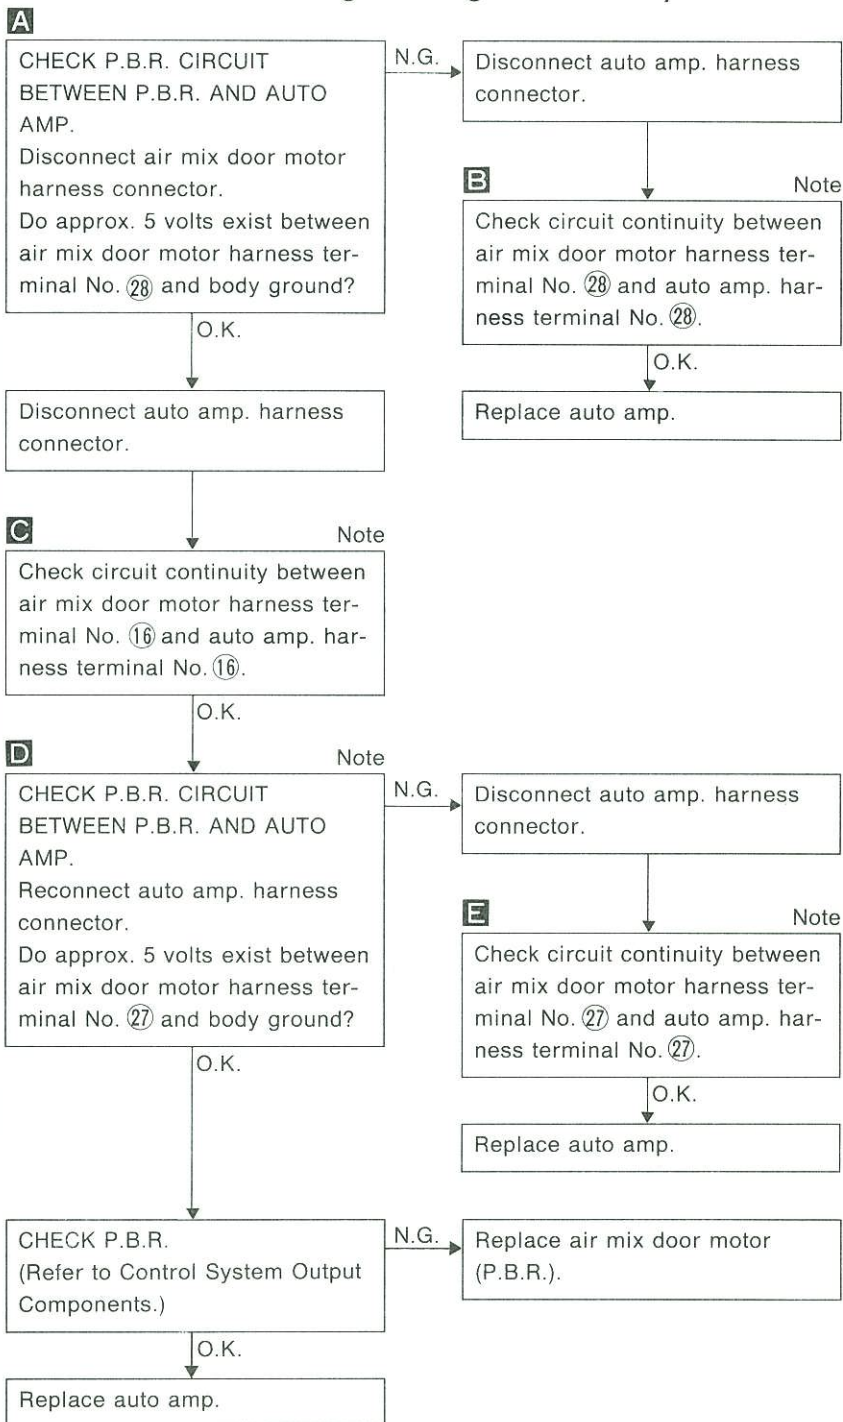 A
CHECK P.B.R. CIRCUIT
BETWEEN P.B.R. AND AUTO
AMP.
Disconnect air mix door motor
harness connector.
Do approx. 5 volts exist between
air mix door motor harness ter-
minal No. ㉘ and body ground?
N.G.
Disconnect auto amp. harness
connector.
B
Note
Check circuit continuity between
air mix door motor harness ter-
minal No. ㉘ and auto amp. har-
ness terminal No. ㉘.
O.K.
Replace auto amp.
O.K.
Disconnect auto amp. harness
connector.
C
Note
Check circuit continuity between
air mix door motor harness ter-
minal No. ⑯ and auto amp. har-
ness terminal No. ⑯.
O.K.
D
Note
CHECK P.B.R. CIRCUIT
BETWEEN P.B.R. AND AUTO
AMP.
Reconnect auto amp. harness
connector.
Do approx. 5 volts exist between
air mix door motor harness ter-
minal No. ㉗ and body ground?
N.G.
Disconnect auto amp. harness
connector.
E
Note
Check circuit continuity between
air mix door motor harness ter-
minal No. ㉗ and auto amp. har-
ness terminal No. ㉗.
O.K.
Replace auto amp.
O.K.
CHECK P.B.R.
(Refer to Control System Output
Components.)
N.G.
Replace air mix door motor
(P.B.R.).
O.K.
Replace auto amp.